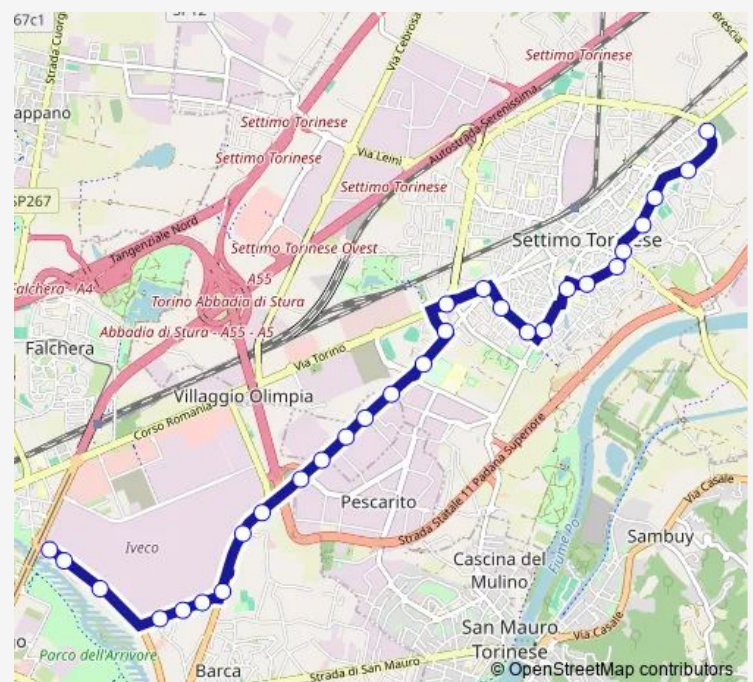 67c1
SP12
Strada Cuorg
Via Cebrosa
Brescia
appano
Settimo Torinese
Settimo Torinese
Autostrada Serenissima
Via Leini
Settimo Torinese
Settimo Torinese
SP267
Tangenziale Nord
Settimo Torinese Ovest
Settimo Torinese
A55
Falchera - A4
Torino Abbadia di Stura
Abbadia di Stura - A55 - A5
Falchera
Via Torino
Villaggio Olimpia
Corso Romania
Pescarito
Strada Statale 11 Padana Superiore
Via Casale
Iveco
Fiume Po
Sambuy
Cascina del
Mulino
Via Casale
San Mauro
Torinese
go
Parco dell'Arrivore
Barca
Strada di San Mauro
© OpenStreetMap contributors